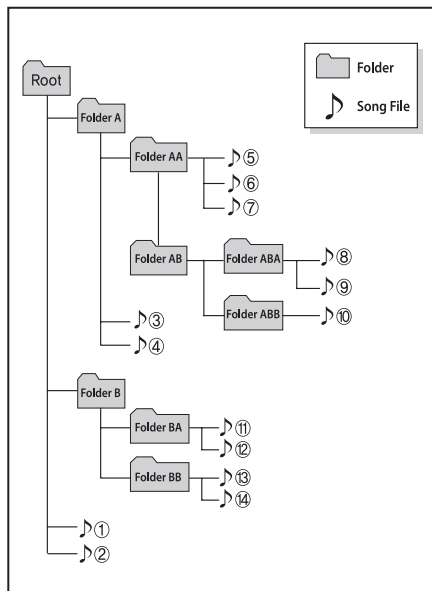 Root
Folder
Song File
Folder A
Folder AA
⑤
⑥
⑦
Folder AB
Folder ABA
⑧
⑨
Folder ABB
⑩
③
④
Folder B
Folder BA
⑪
⑫
Folder BB
⑬
⑭
①
②